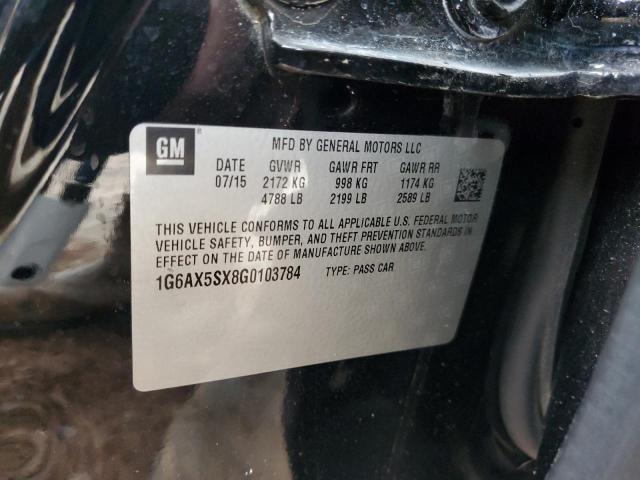 GM ®
MFD BY GENERAL MOTORS LLC
DATE GVWR GAWR FRT GAWR RR
07/15 2172 KG 998 KG 1174 KG
4788 LB 2199 LB 2589 LB
THIS VEHICLE CONFORMS TO ALL APPLICABLE U.S. FEDERAL MOTOR
VEHICLE SAFETY, BUMPER, AND THEFT PREVENTION STANDARDS IN
EFFECT ON THE DATE OF MANUFACTURE SHOWN ABOVE.
1G6AX5SX8G0103784 TYPE: PASS CAR